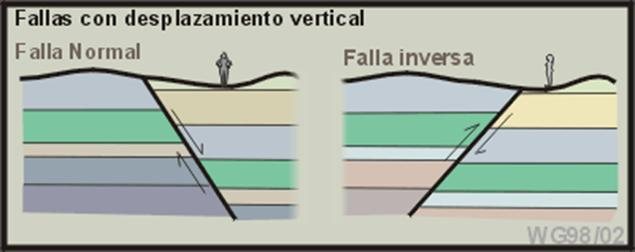 Fallas con desplazamiento vertical
Falla Normal
Falla inversa
WG98/02